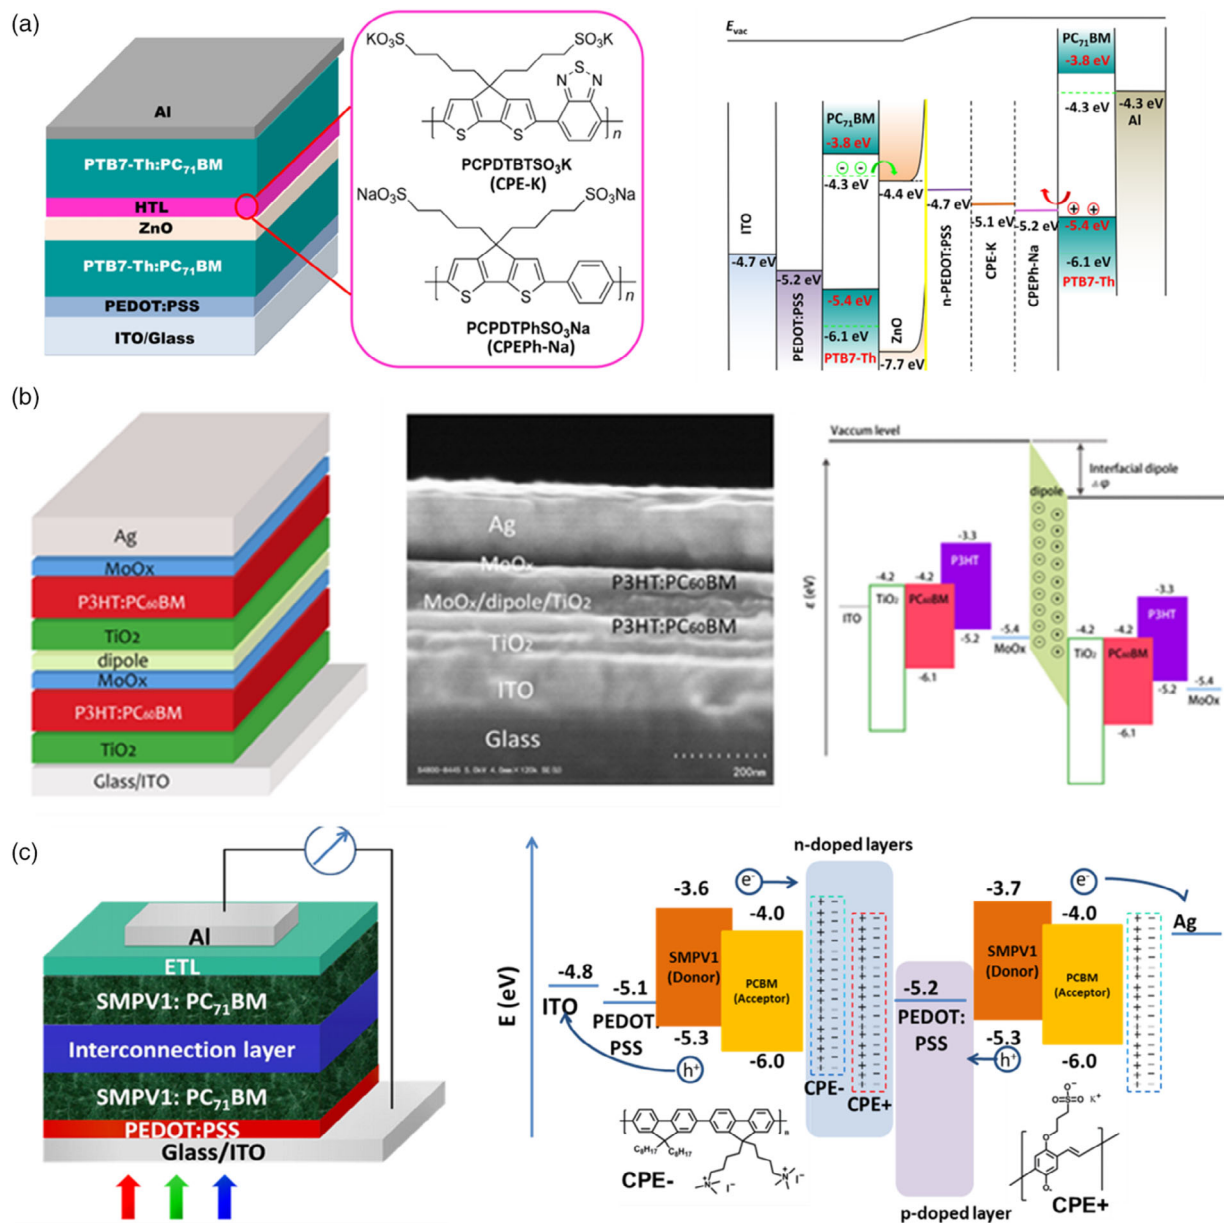 (a)
Al
PTB7-Th:PC₇₁BM
HTL
ZnO
PTB7-Th:PC₇₁BM
PEDOT:PSS
ITO/Glass
KO₃S SO₃K
N S N
S S n
PCPDTBTSO₃K
(CPE-K)
NaO₃S SO₃Na
S S n
PCPDTPhSO₃Na
(CPEPh-Na)
Evac
ITO
-4.7 eV
PEDOT:PSS
-5.2 eV
PC₇₁BM
-3.8 eV
-4.3 eV
-5.4 eV
-6.1 eV
PTB7-Th
ZnO
-4.4 eV
-7.7 eV
n-PEDOT:PSS
-4.7 eV
CPE-K
-5.1 eV
CPEPh-Na
-5.2 eV
PC₇₁BM
-3.8 eV
-4.3 eV
-5.4 eV
-6.1 eV
PTB7-Th
-4.3 eV
Al
(b)
Ag
MoOx
P3HT:PC₆₀BM
TiO₂
dipole
MoOx
P3HT:PC₆₀BM
TiO₂
Glass/ITO
Ag
MoOx
P3HT:PC₆₀BM
MoOx/dipole/TiO₂
P3HT:PC₆₀BM
TiO₂
ITO
Glass
200nm
Vaccum level
Interfacial dipole
Δφ
dipole
ε (eV)
ITO
-4.2
TiO₂
-4.2
PC₆₀BM
-6.1
-3.3
P3HT
-5.2
-5.4
MoOx
-4.2
TiO₂
-4.2
PC₆₀BM
-6.1
-3.3
P3HT
-5.2
-5.4
MoOx
(c)
Al
ETL
SMPV1: PC₇₁BM
Interconnection layer
SMPV1: PC₇₁BM
PEDOT:PSS
Glass/ITO
E (eV)
-4.8
ITO
-5.1
PEDOT:
PSS
-3.6
SMPV1
(Donor)
-5.3
h⁺
e⁻
-4.0
PCBM
(Acceptor)
-6.0
n-doped layers
CPE-
CPE+
-5.2
PEDOT:
PSS
p-doped layer
-3.7
SMPV1
(Donor)
-5.3
h⁺
e⁻
-4.0
PCBM
(Acceptor)
-6.0
Ag
C₈H₁₇ C₈H₁₇
n
N⁺ I⁻ N⁺ I⁻
CPE-
O S O
O⁻ K⁺
O
n
CPE+